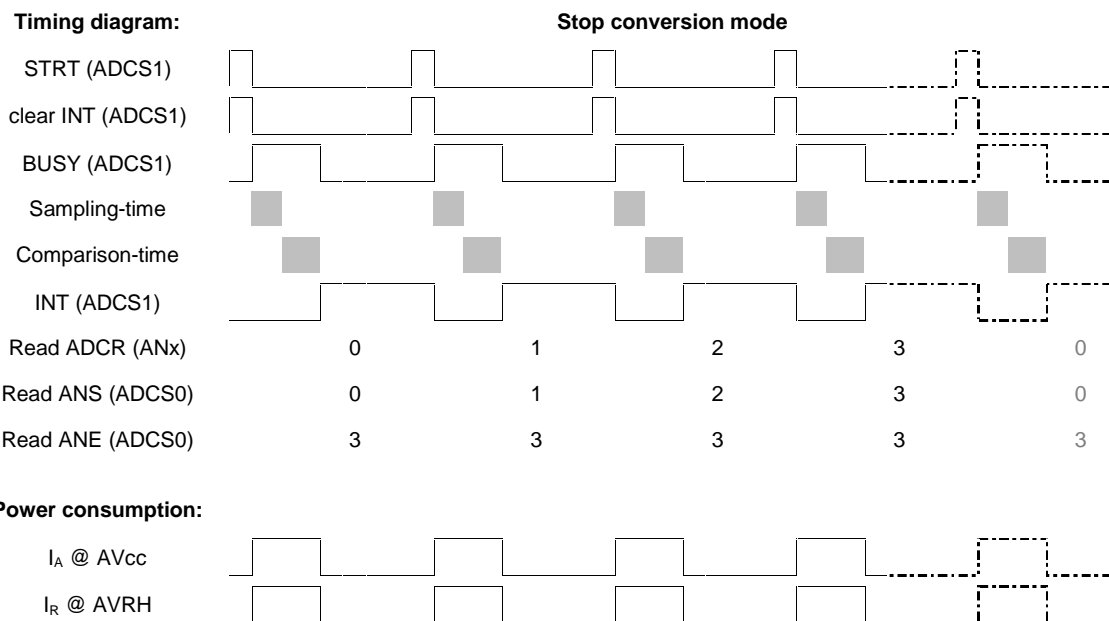 Timing diagram: Stop conversion mode
STRT (ADCS1)
clear INT (ADCS1)
BUSY (ADCS1)
Sampling-time
Comparison-time
INT (ADCS1)
Read ADCR (ANx) 0 1 2 3 0
Read ANS (ADCS0) 0 1 2 3 0
Read ANE (ADCS0) 3 3 3 3 3
Power consumption:
IA @ AVcc
IR @ AVRH